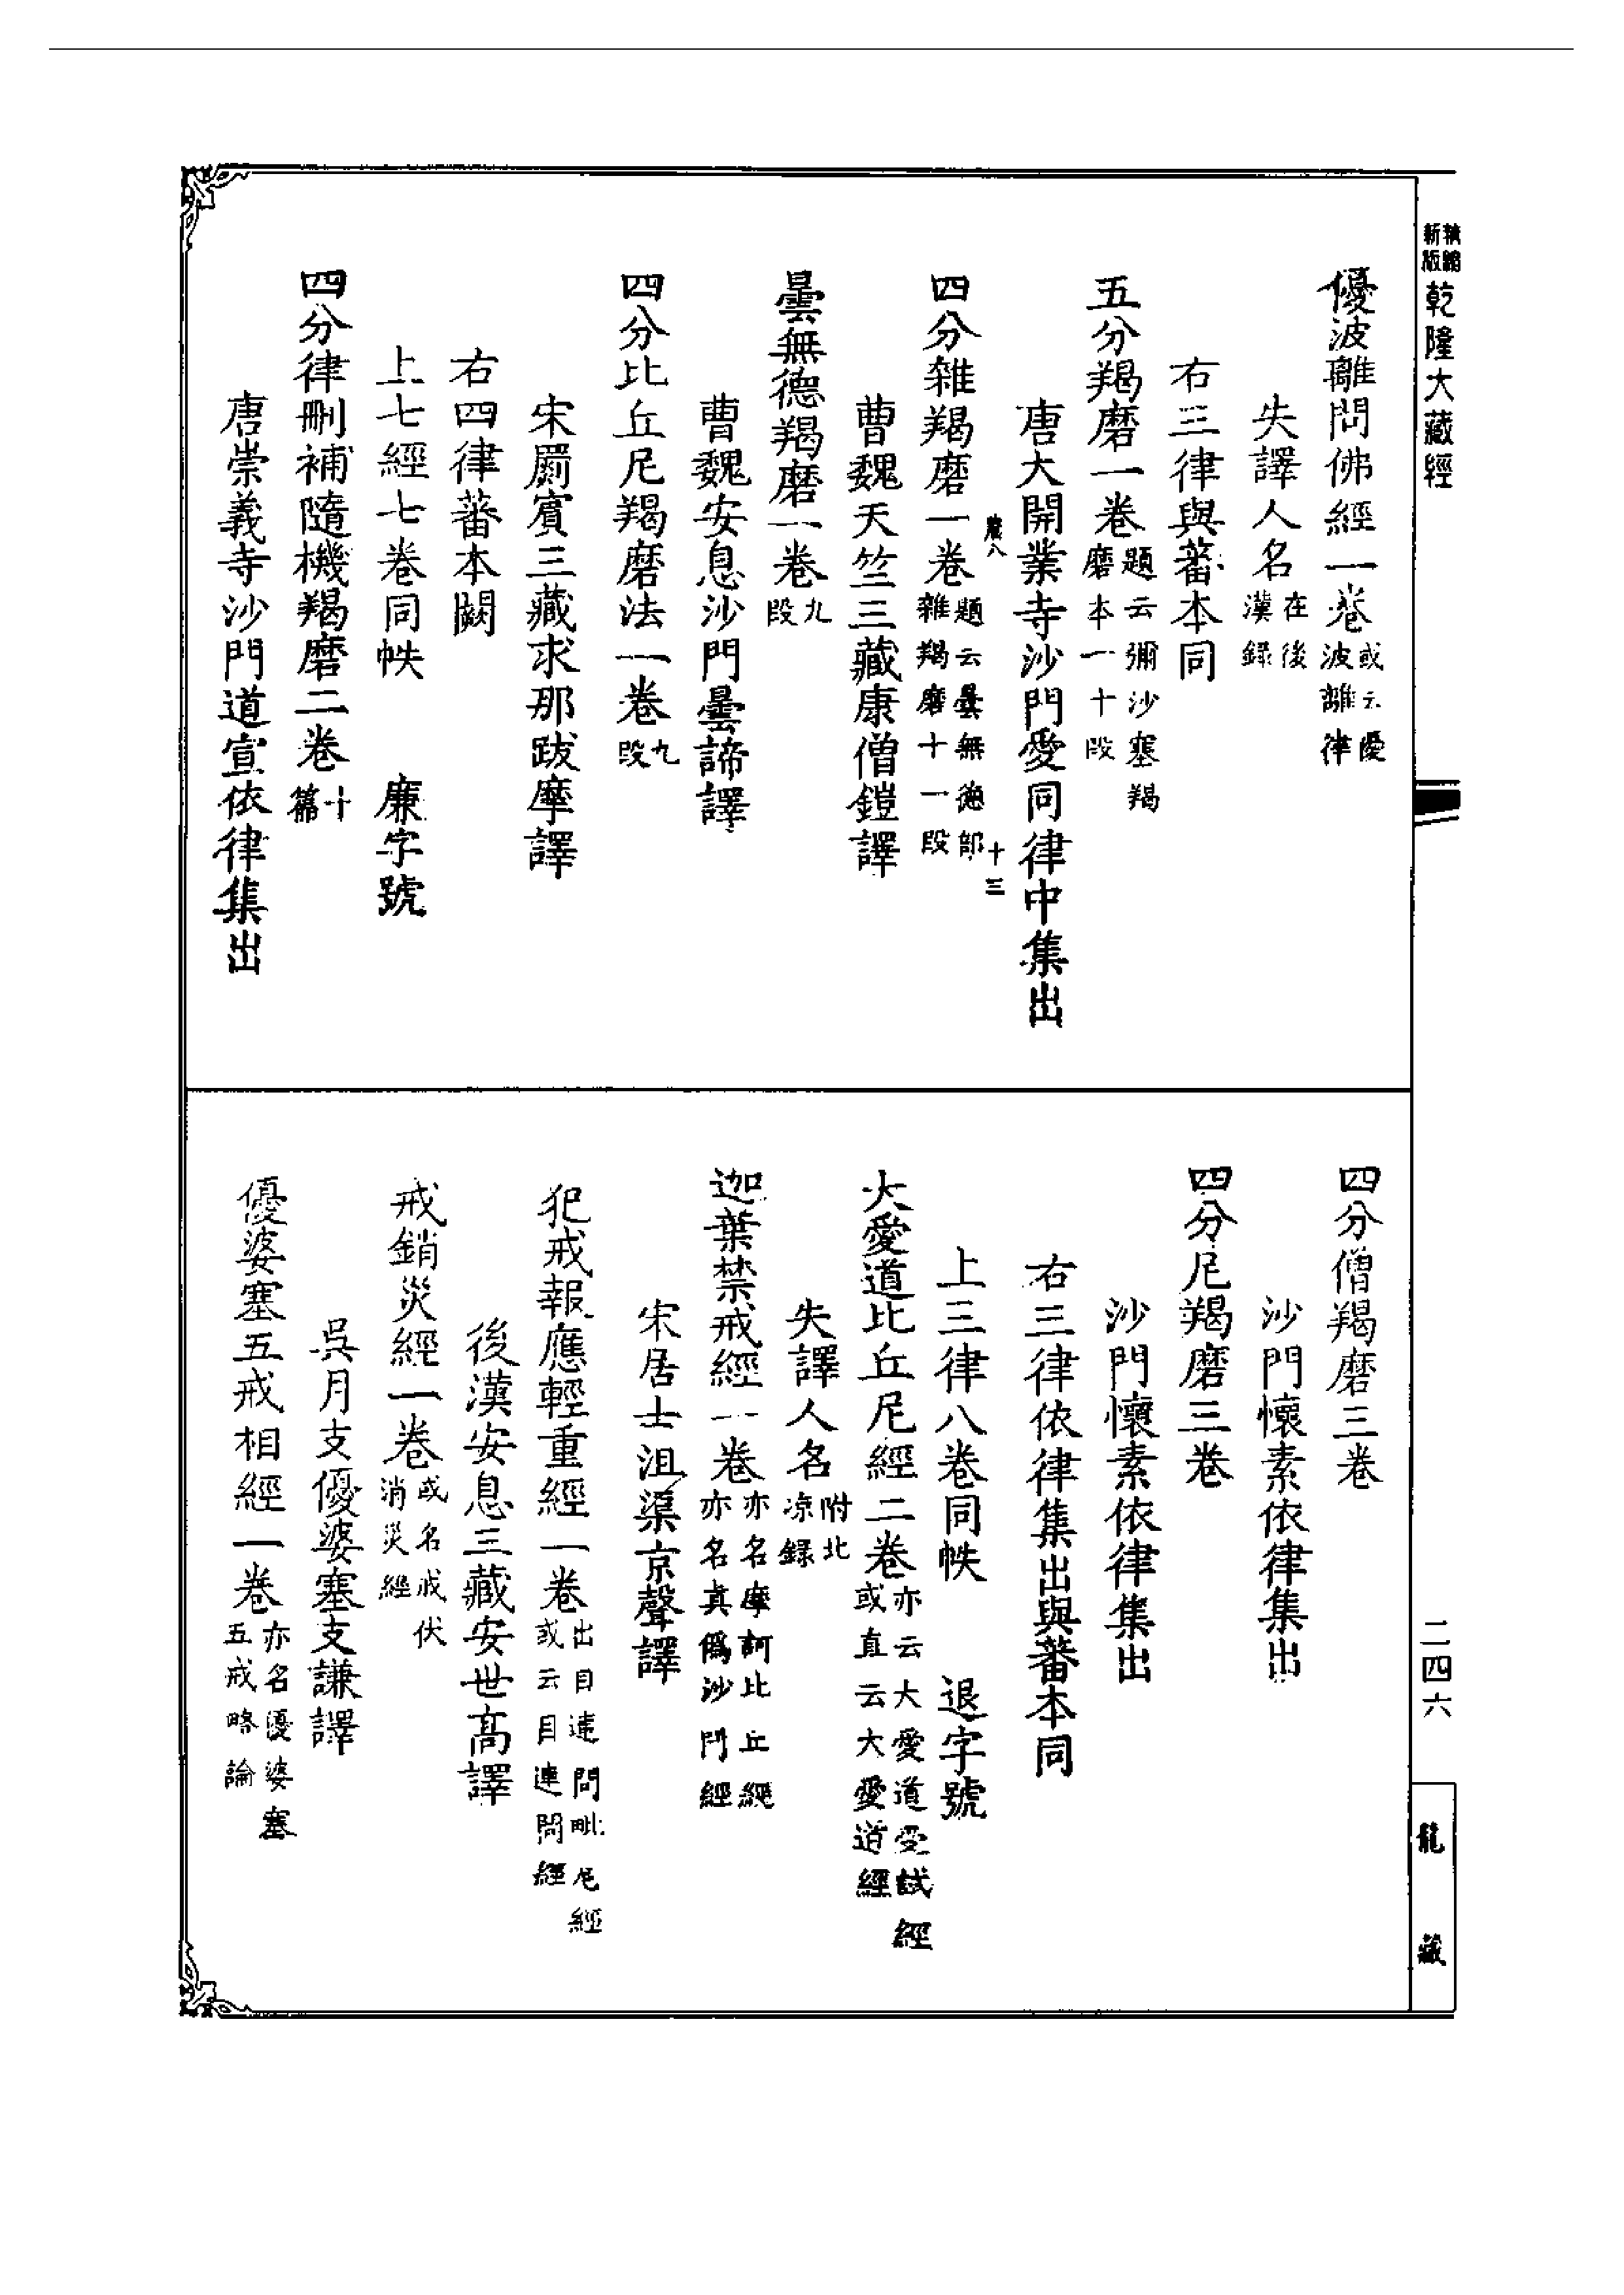 新版 乾隆大藏經
優波離問佛經一卷或云優波離律
失譯人名在後漢録
右三律與蕃本同
五分羯磨一卷題云彌沙塞羯磨本一十段
唐大開業寺沙門愛同律中集出
十三
四分雜羯磨一卷題云曇無德部雜羯磨十一段
曹魏天竺三藏康僧鎧譯
曇無德羯磨一卷九段
曹魏安息沙門曇諦譯
四分比丘尼羯磨法一卷九段
宋罽賓三藏求那跋摩譯
右四律蕃本闕
上七經七卷同帙 廉字號
四分律刪補隨機羯磨二卷十篇
唐崇義寺沙門道宣依律集出
四分僧羯磨三卷
沙門懷素依律集出
四分尼羯磨三卷
沙門懷素依律集出
右三律依律集出與蕃本同
上三律八卷同帙 退字號
大愛道比丘尼經二卷亦云大愛道受試經或直云大愛道經
失譯人名附北涼録
迦葉禁戒經一卷亦名摩訶比丘經亦名真僞沙門經
宋居士沮渠京聲譯
犯戒報應輕重經一卷出目連問毗尼經或云目連問經
後漢安息三藏安世高譯
戒銷災經一卷或名戒伏消災經
吳月支優婆塞支謙譯
優婆塞五戒相經一卷亦名優婆塞五戒略論
二四六
龍藏